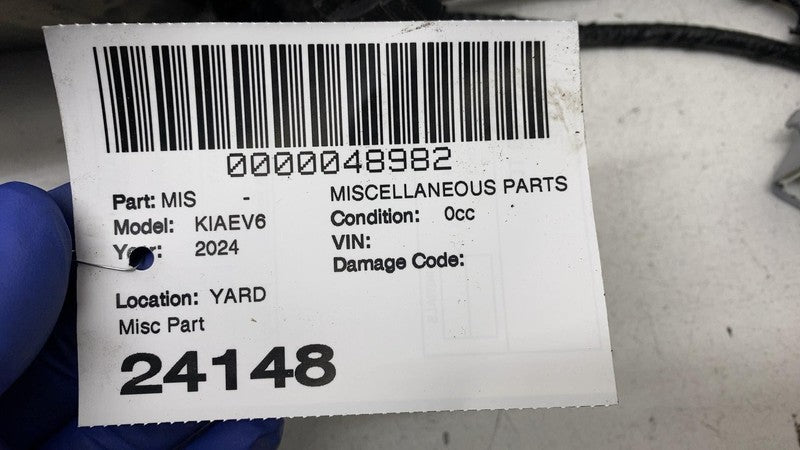 0000048982
Part: MIS - MISCELLANEOUS PARTS
Model: KIAEV6 Condition: 0cc
Year: 2024 VIN:
Damage Code:
Location: YARD
Misc Part
24148